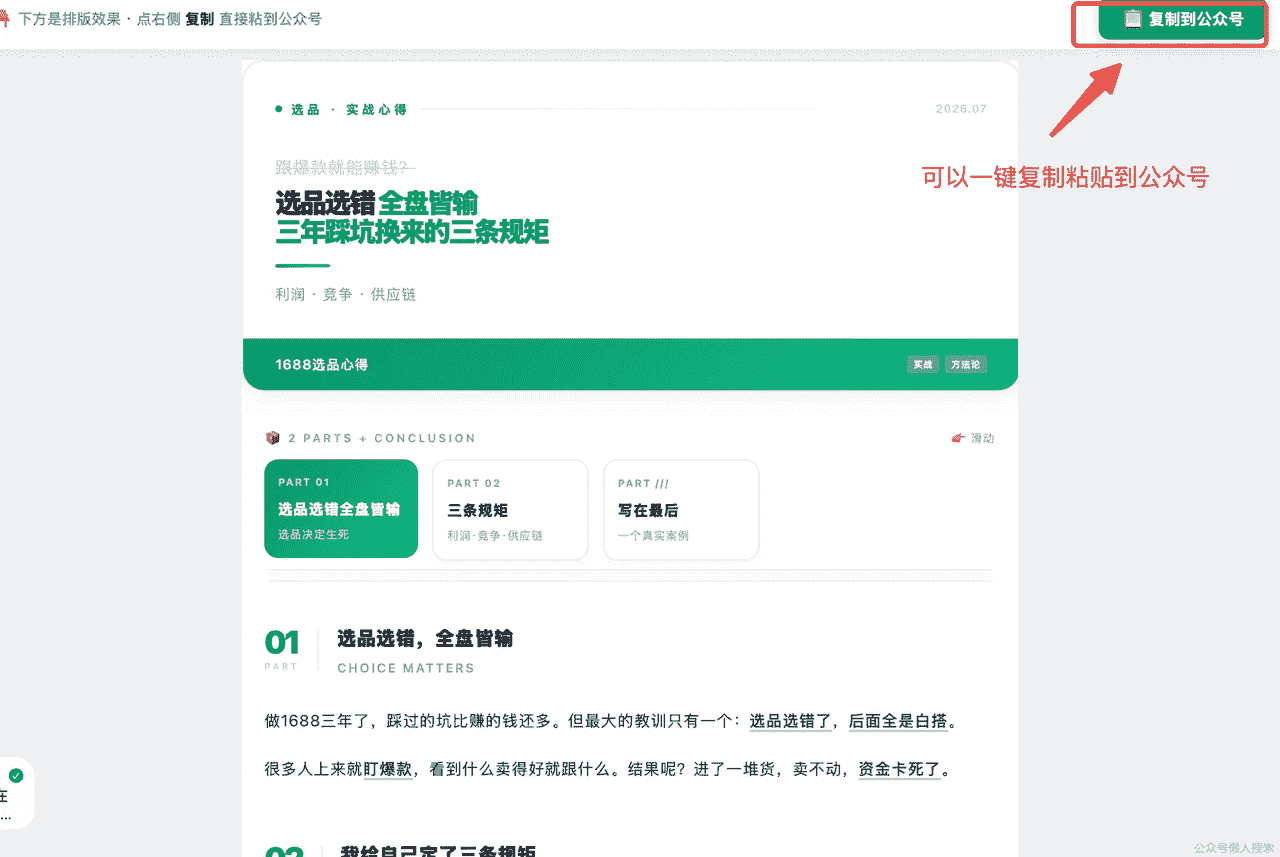 下方是排版效果 · 点右侧 复制 直接粘到公众号
复制到公众号
可以一键复制粘贴到公众号
选品 · 实战心得
2026.07
跟爆款就能赚钱?
选品选错 全盘皆输
三年踩坑换来的三条规矩
利润 · 竞争 · 供应链
1688选品心得
实战
方法论
2 PARTS + CONCLUSION
滑动
PART 01
选品选错全盘皆输
选品决定生死
PART 02
三条规矩
利润·竞争·供应链
PART ///
写在最后
一个真实案例
01
PART
选品选错，全盘皆输
CHOICE MATTERS
做1688三年了，踩过的坑比赚的钱还多。但最大的教训只有一个：选品选错了，后面全是白搭。
很多人上来就盯爆款，看到什么卖得好就跟什么。结果呢？进了一堆货，卖不动，资金卡死了。
在
...
02
我给自己定了三条规矩
公众号懒人搜索